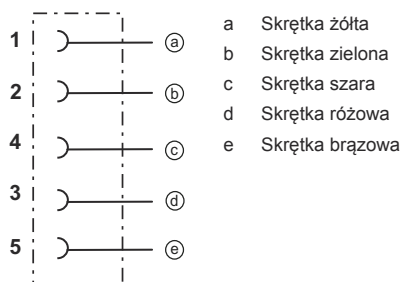 1 a
2 b
4 c
3 d
5 e
a Skrętka żółta
b Skrętka zielona
c Skrętka szara
d Skrętka różowa
e Skrętka brązowa